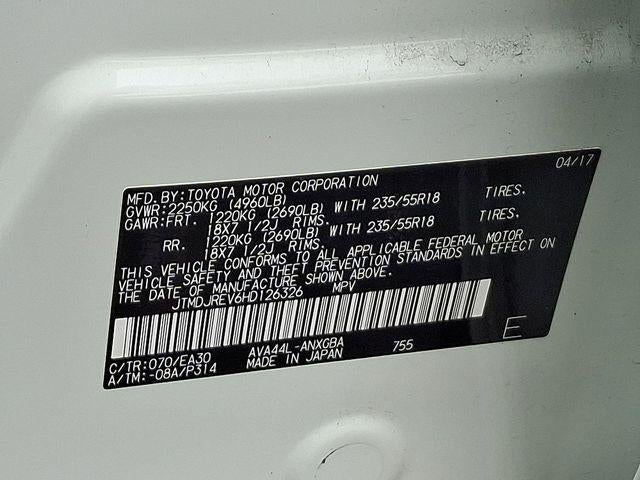 04/17
MFD. BY: TOYOTA MOTOR CORPORATION
GVWR: 2250KG (4960LB)
GAWR: FRT. 1220KG (2690LB) WITH 235/55R18 TIRES.
18X7 1/2J RIMS.
RR. 1220KG (2690LB) WITH 235/55R18 TIRES.
18X7 1/2J RIMS.
THIS VEHICLE CONFORMS TO ALL APPLICABLE FEDERAL MOTOR
VEHICLE SAFETY AND THEFT PREVENTION STANDARDS IN EFFECT ON
THE DATE OF MANUFACTURE SHOWN ABOVE.
JTMDJREV6HD126326 MPV
C/TR: 070/EA30 AVA44L-ANXGBA 755 E
A/TM: -08A/P314 MADE IN JAPAN